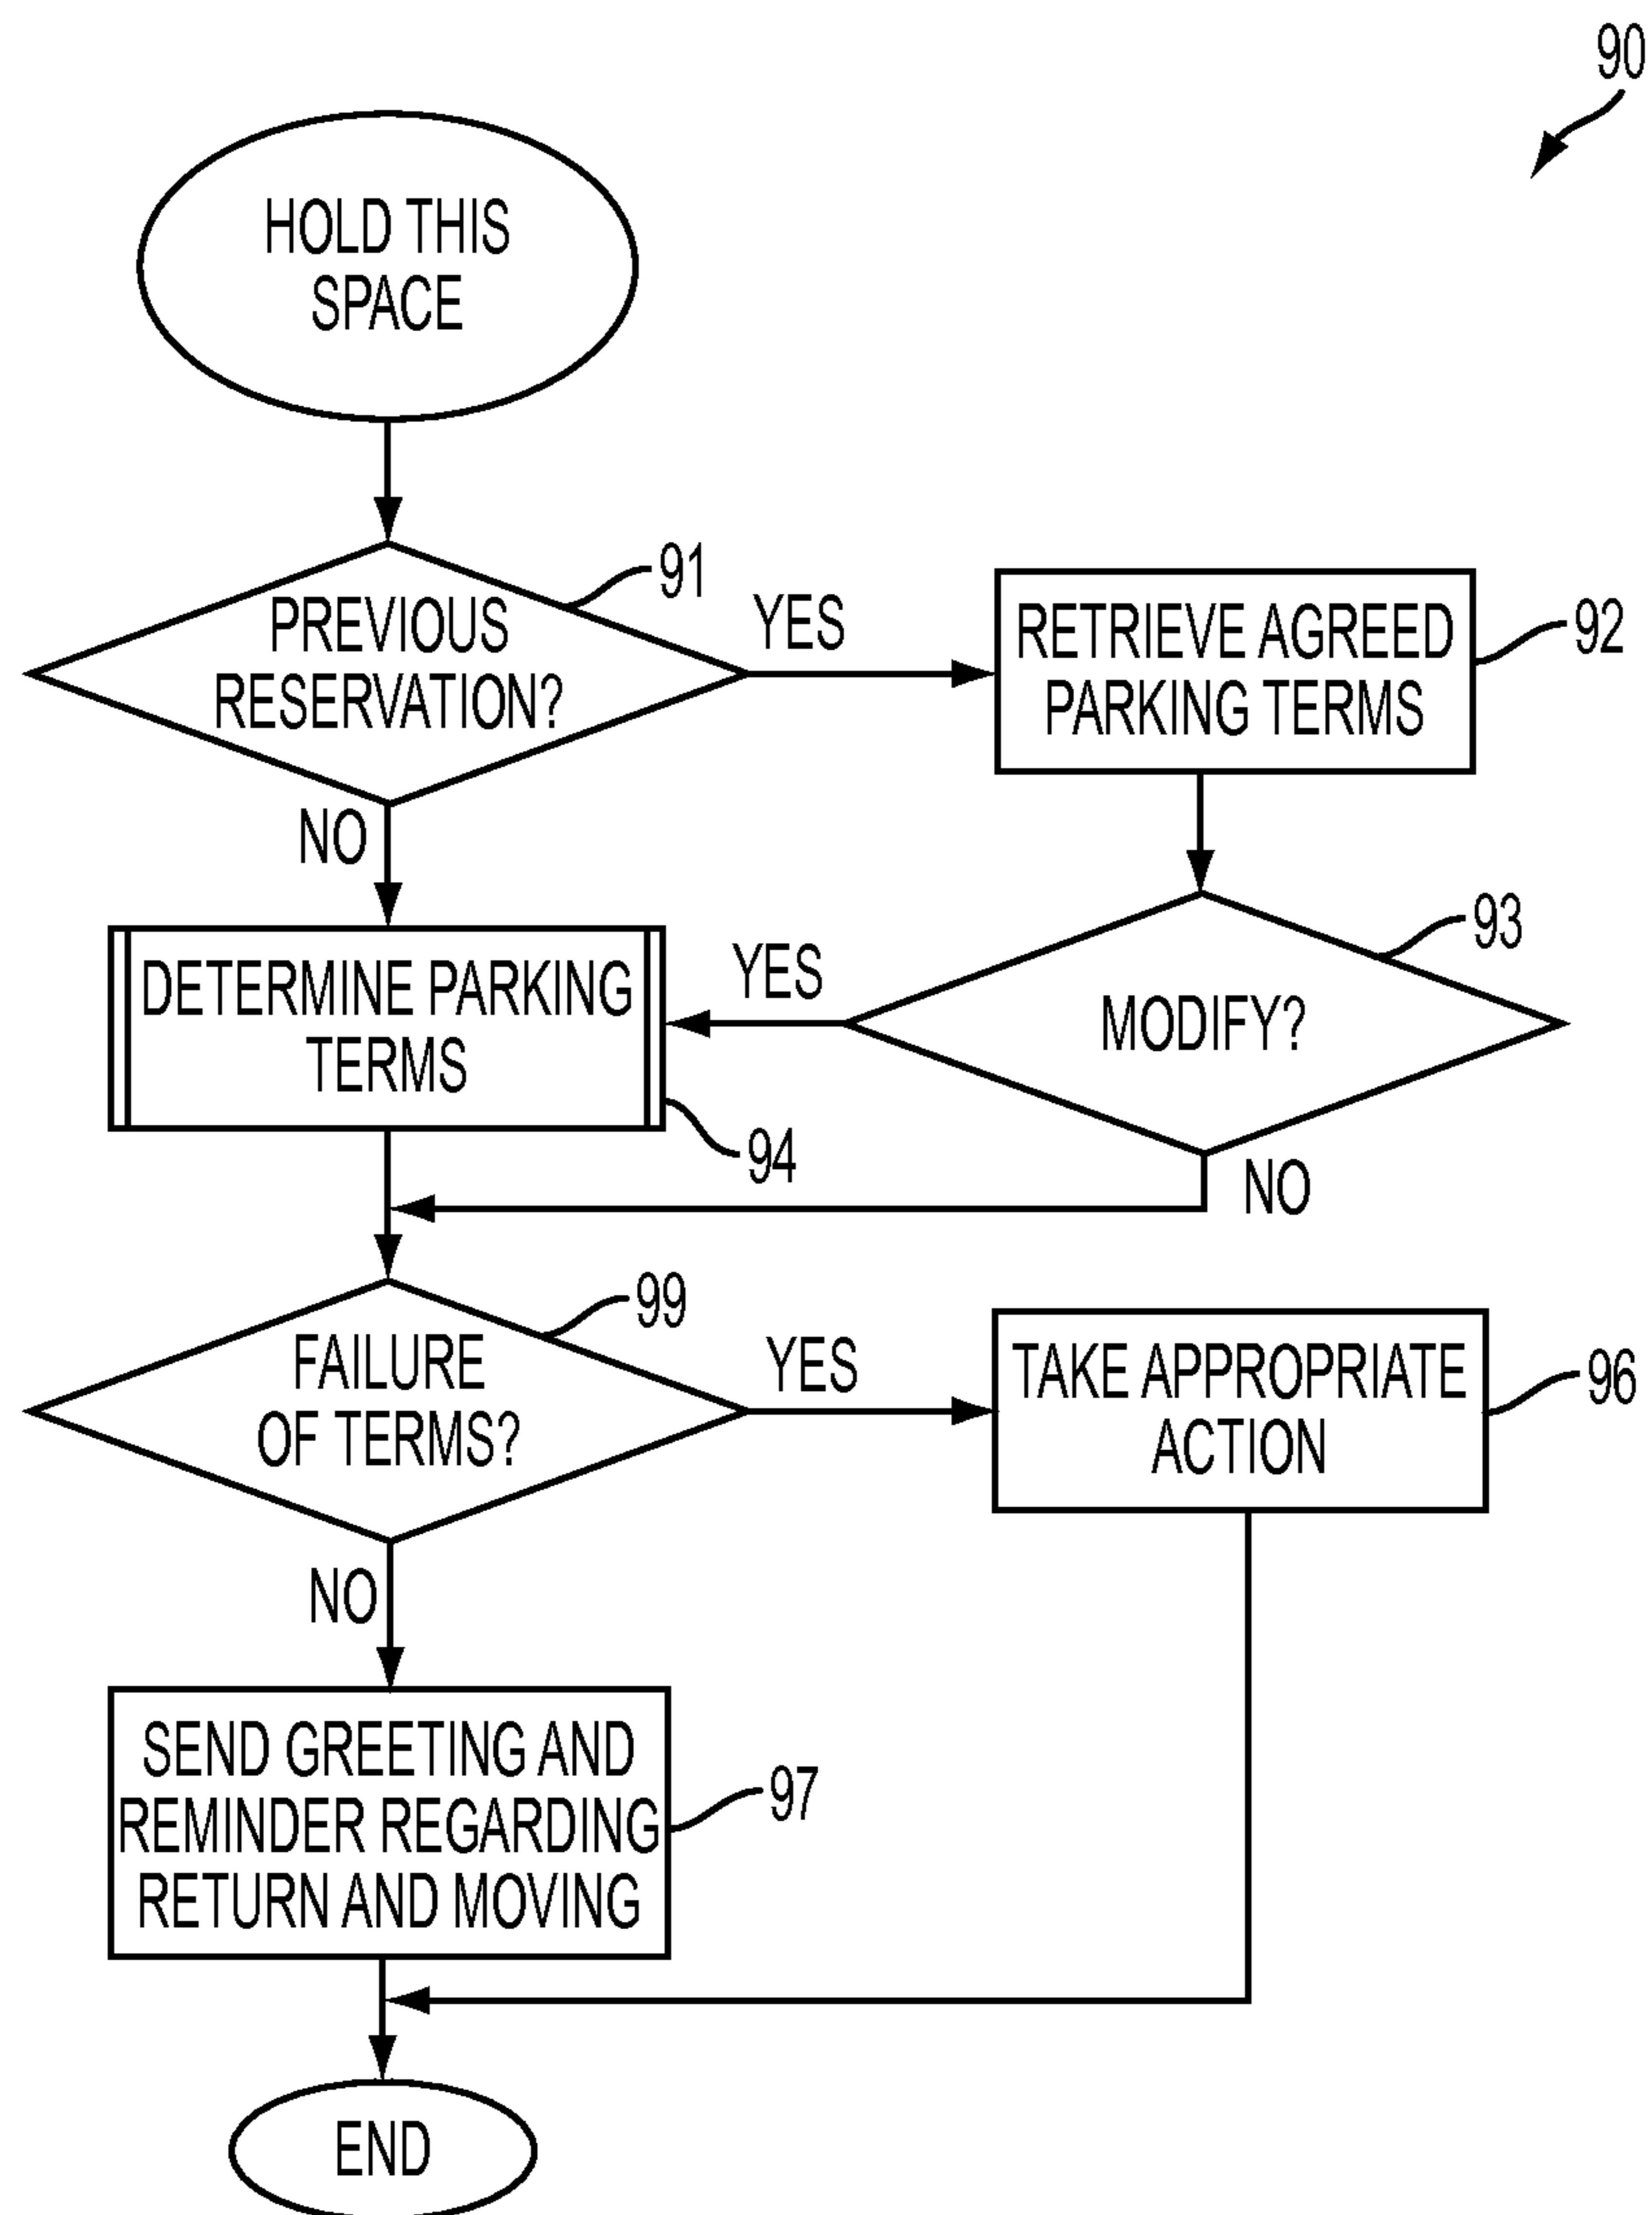 90
HOLD THIS
SPACE
91
PREVIOUS
RESERVATION?
YES
RETRIEVE AGREED
PARKING TERMS
92
NO
93
DETERMINE PARKING
TERMS
YES
MODIFY?
94
NO
99
FAILURE
OF TERMS?
YES
TAKE APPROPRIATE
ACTION
96
NO
SEND GREETING AND
REMINDER REGARDING
RETURN AND MOVING
97
END